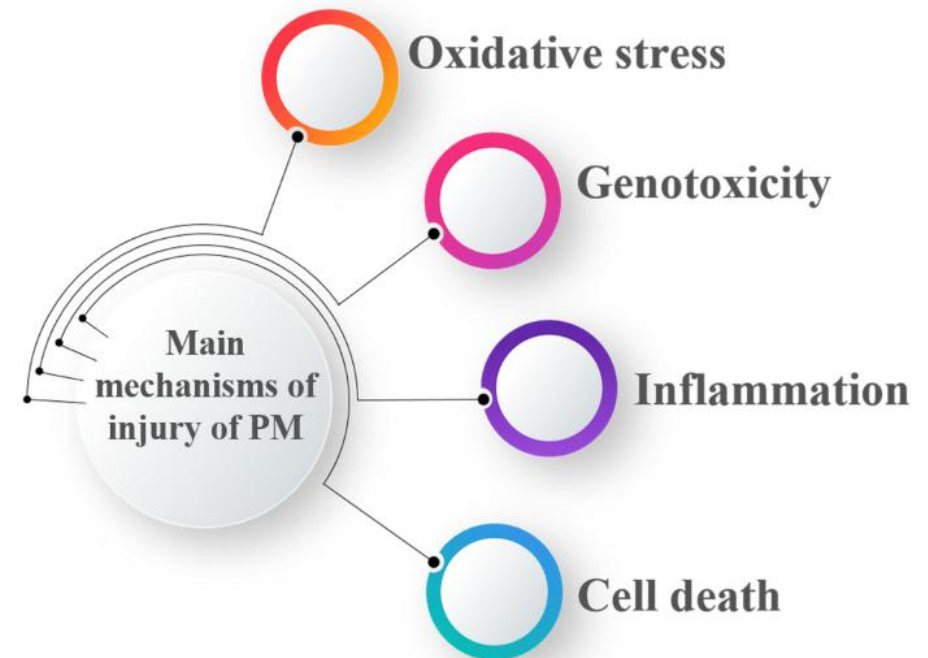 Oxidative stress
Genotoxicity
Main
mechanisms of
injury of PM
Inflammation
Cell death